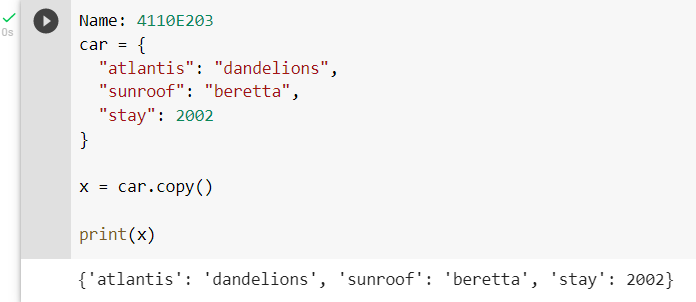 0s
Name: 4110E203
car = {
  "atlantis": "dandelions",
  "sunroof": "beretta",
  "stay": 2002
}
x = car.copy()
print(x)
{'atlantis': 'dandelions', 'sunroof': 'beretta', 'stay': 2002}